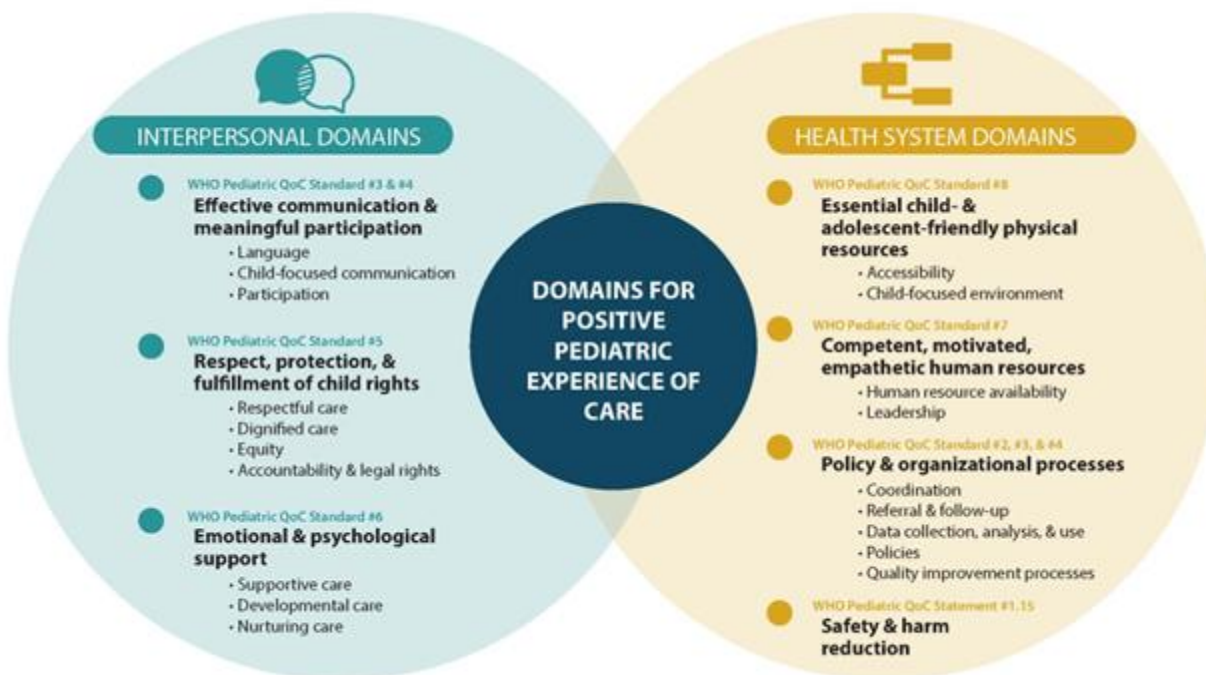 INTERPERSONAL DOMAINS
WHO Pediatric QoC Standard #3 & #4
Effective communication &
meaningful participation
• Language
• Child-focused communication
• Participation
WHO Pediatric QoC Standard #5
Respect, protection, &
fulfillment of child rights
• Respectful care
• Dignified care
• Equity
• Accountability & legal rights
WHO Pediatric QoC Standard #6
Emotional & psychological
support
• Supportive care
• Developmental care
• Nurturing care
DOMAINS FOR
POSITIVE
PEDIATRIC
EXPERIENCE OF
CARE
HEALTH SYSTEM DOMAINS
WHO Pediatric QoC Standard #8
Essential child- &
adolescent-friendly physical
resources
• Accessibility
• Child-focused environment
WHO Pediatric QoC Standard #7
Competent, motivated,
empathetic human resources
• Human resource availability
• Leadership
WHO Pediatric QoC Standard #2, #3, & #4
Policy & organizational processes
• Coordination
• Referral & follow-up
• Data collection, analysis, & use
• Policies
• Quality improvement processes
WHO Pediatric QoC Statement #1.15
Safety & harm
reduction